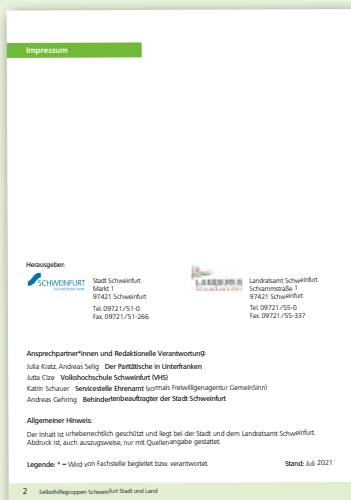 Impressum
Herausgeber:
SCHWEINFURT
Stadt Schweinfurt
Markt 1
97421 Schweinfurt
Tel. 09721/51-0
Fax. 09721/51-266
Landratsamt Schweinfurt
Schrammstraße 1
97421 Schweinfurt
Tel. 09721/55-0
Fax 09721/55-337
Ansprechpartner*innen und Redaktionelle Verantwortung:
Julia Kratz, Andreas Selig Der Paritätische in Unterfranken
Jutta Cize Volkshochschule Schweinfurt (VHS)
Katrin Schauer Servicestelle Ehrenamt (vormals Freiwilligenagentur GemeinSinn)
Andreas Gehring Behindertenbeauftragter der Stadt Schweinfurt
Allgemeiner Hinweis:
Der Inhalt ist urheberrechtlich geschützt und liegt bei der Stadt und dem Landratsamt Schweinfurt.
Abdruck ist, auch auszugsweise, nur mit Quellenangabe gestattet.
Legende: * = Wird von Fachstelle begleitet bzw. verantwortet. Stand: Juli 2021
2 Selbsthilfegruppen Schweinfurt Stadt und Land